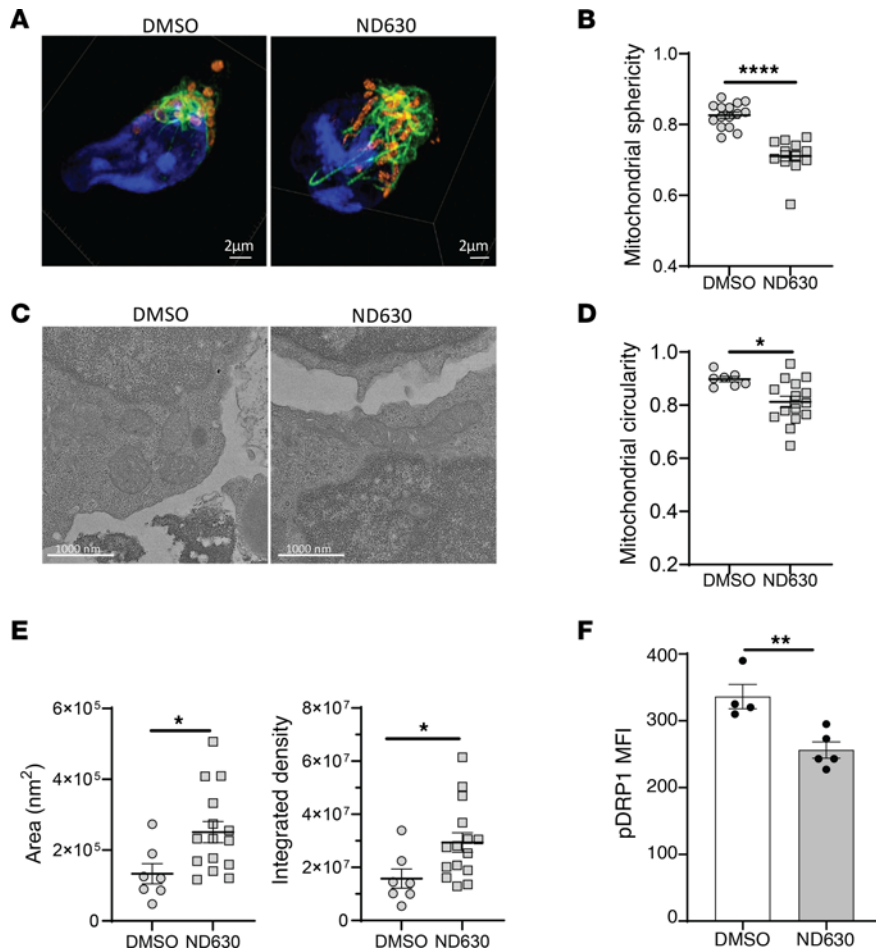 A
DMSO
ND630
2μm
2μm
B
Mitochondrial sphericity
1.0
0.8
0.6
0.4
****
DMSO
ND630
C
DMSO
ND630
1000 nm
1000 nm
D
Mitochondrial circularity
1.0
0.8
0.6
0.4
0.2
*
DMSO
ND630
E
Area (nm²)
6×10⁵
4×10⁵
2×10⁵
0
*
DMSO
ND630
Integrated density
8×10⁷
6×10⁷
4×10⁷
2×10⁷
0
*
DMSO
ND630
F
pDRP1 MFI
400
300
200
100
0
**
DMSO
ND630